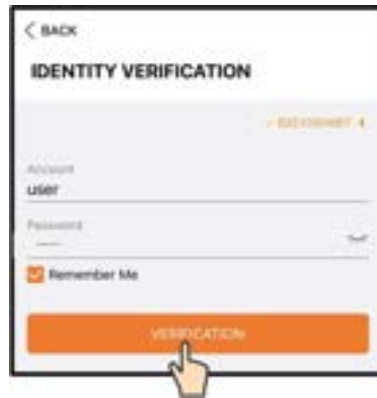 < BACK
IDENTITY VERIFICATION
Account
user
Password
Remember Me
VERIFICATION